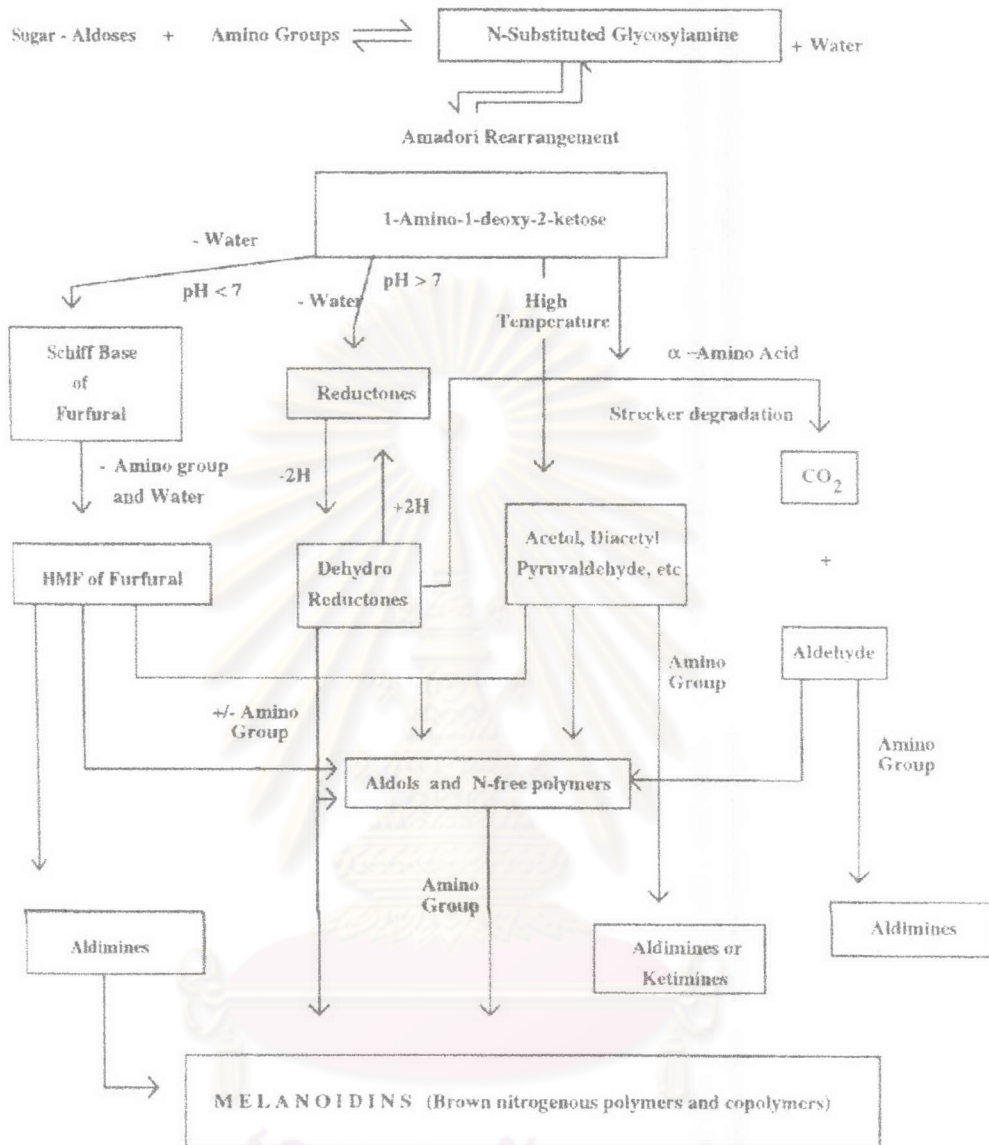 Sugar - Aldoses + Amino Groups
N-Substituted Glycosylamine
+ Water
Amadori Rearrangement
1-Amino-1-deoxy-2-ketose
- Water
pH < 7
- Water
pH > 7
High
Temperature
α -Amino Acid
Strecker degradation
Schiff Base
of
Furfural
Reductones
CO2
- Amino group
and Water
-2H
+2H
Acetol, Diacetyl
Pyruvaldehyde, etc
+
HMF of Furfural
Dehydro
Reductones
Aldehyde
Amino
Group
+/- Amino
Group
Amino
Group
Aldols and N-free polymers
Amino
Group
Aldimines
Aldimines or
Ketimines
Aldimines
MELANOIDINS (Brown nitrogenous polymers and copolymers)